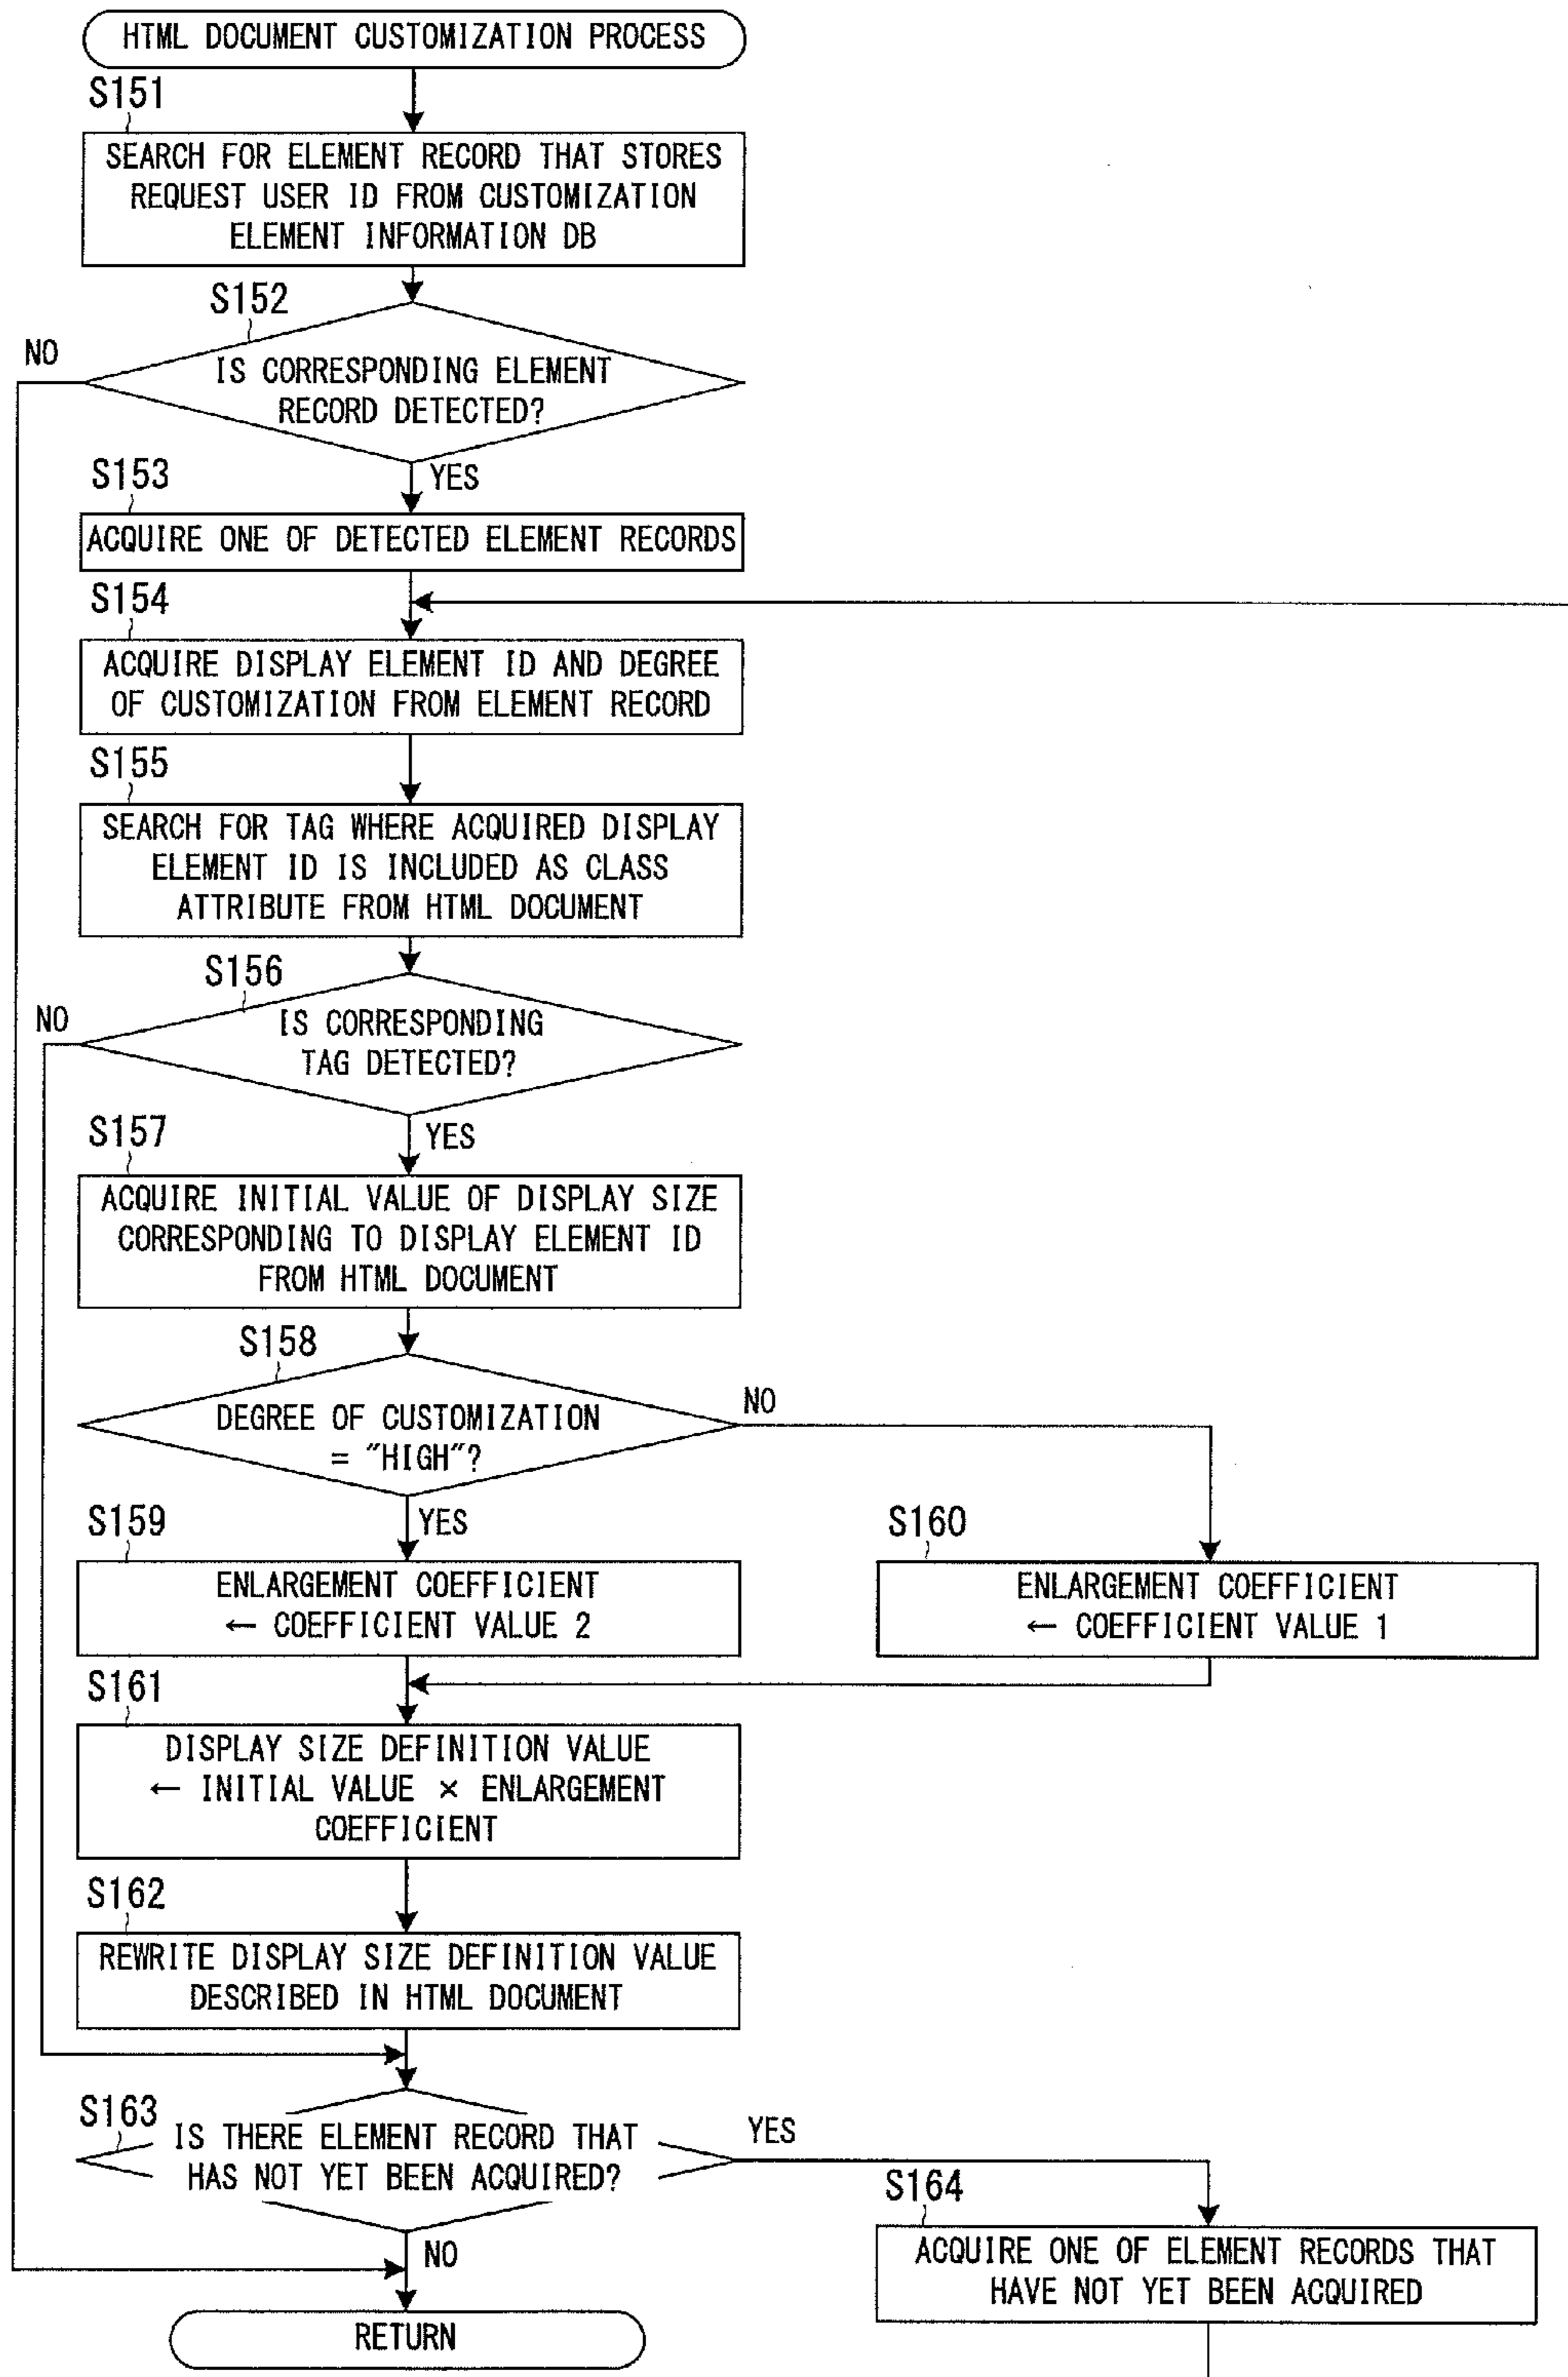 HTML DOCUMENT CUSTOMIZATION PROCESS
S151
SEARCH FOR ELEMENT RECORD THAT STORES
REQUEST USER ID FROM CUSTOMIZATION
ELEMENT INFORMATION DB
S152
NO
IS CORRESPONDING ELEMENT
RECORD DETECTED?
YES
S153
ACQUIRE ONE OF DETECTED ELEMENT RECORDS
S154
ACQUIRE DISPLAY ELEMENT ID AND DEGREE
OF CUSTOMIZATION FROM ELEMENT RECORD
S155
SEARCH FOR TAG WHERE ACQUIRED DISPLAY
ELEMENT ID IS INCLUDED AS CLASS
ATTRIBUTE FROM HTML DOCUMENT
S156
NO
IS CORRESPONDING
TAG DETECTED?
YES
S157
ACQUIRE INITIAL VALUE OF DISPLAY SIZE
CORRESPONDING TO DISPLAY ELEMENT ID
FROM HTML DOCUMENT
S158
NO
DEGREE OF CUSTOMIZATION
= "HIGH"?
YES
S159
ENLARGEMENT COEFFICIENT
← COEFFICIENT VALUE 2
S160
ENLARGEMENT COEFFICIENT
← COEFFICIENT VALUE 1
S161
DISPLAY SIZE DEFINITION VALUE
← INITIAL VALUE × ENLARGEMENT
COEFFICIENT
S162
REWRITE DISPLAY SIZE DEFINITION VALUE
DESCRIBED IN HTML DOCUMENT
S163
IS THERE ELEMENT RECORD THAT
HAS NOT YET BEEN ACQUIRED?
YES
S164
ACQUIRE ONE OF ELEMENT RECORDS THAT
HAVE NOT YET BEEN ACQUIRED
NO
RETURN